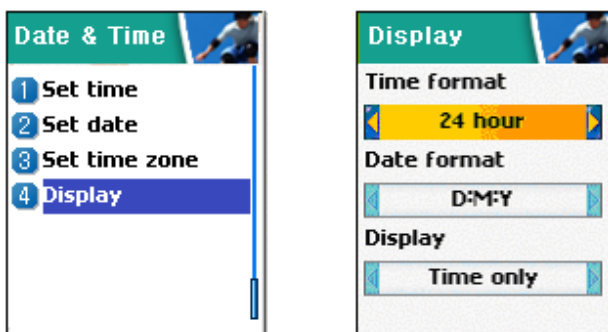 Date & Time
1 Set time
2 Set date
3 Set time zone
4 Display
Display
Time format
24 hour
Date format
D:M:Y
Display
Time only